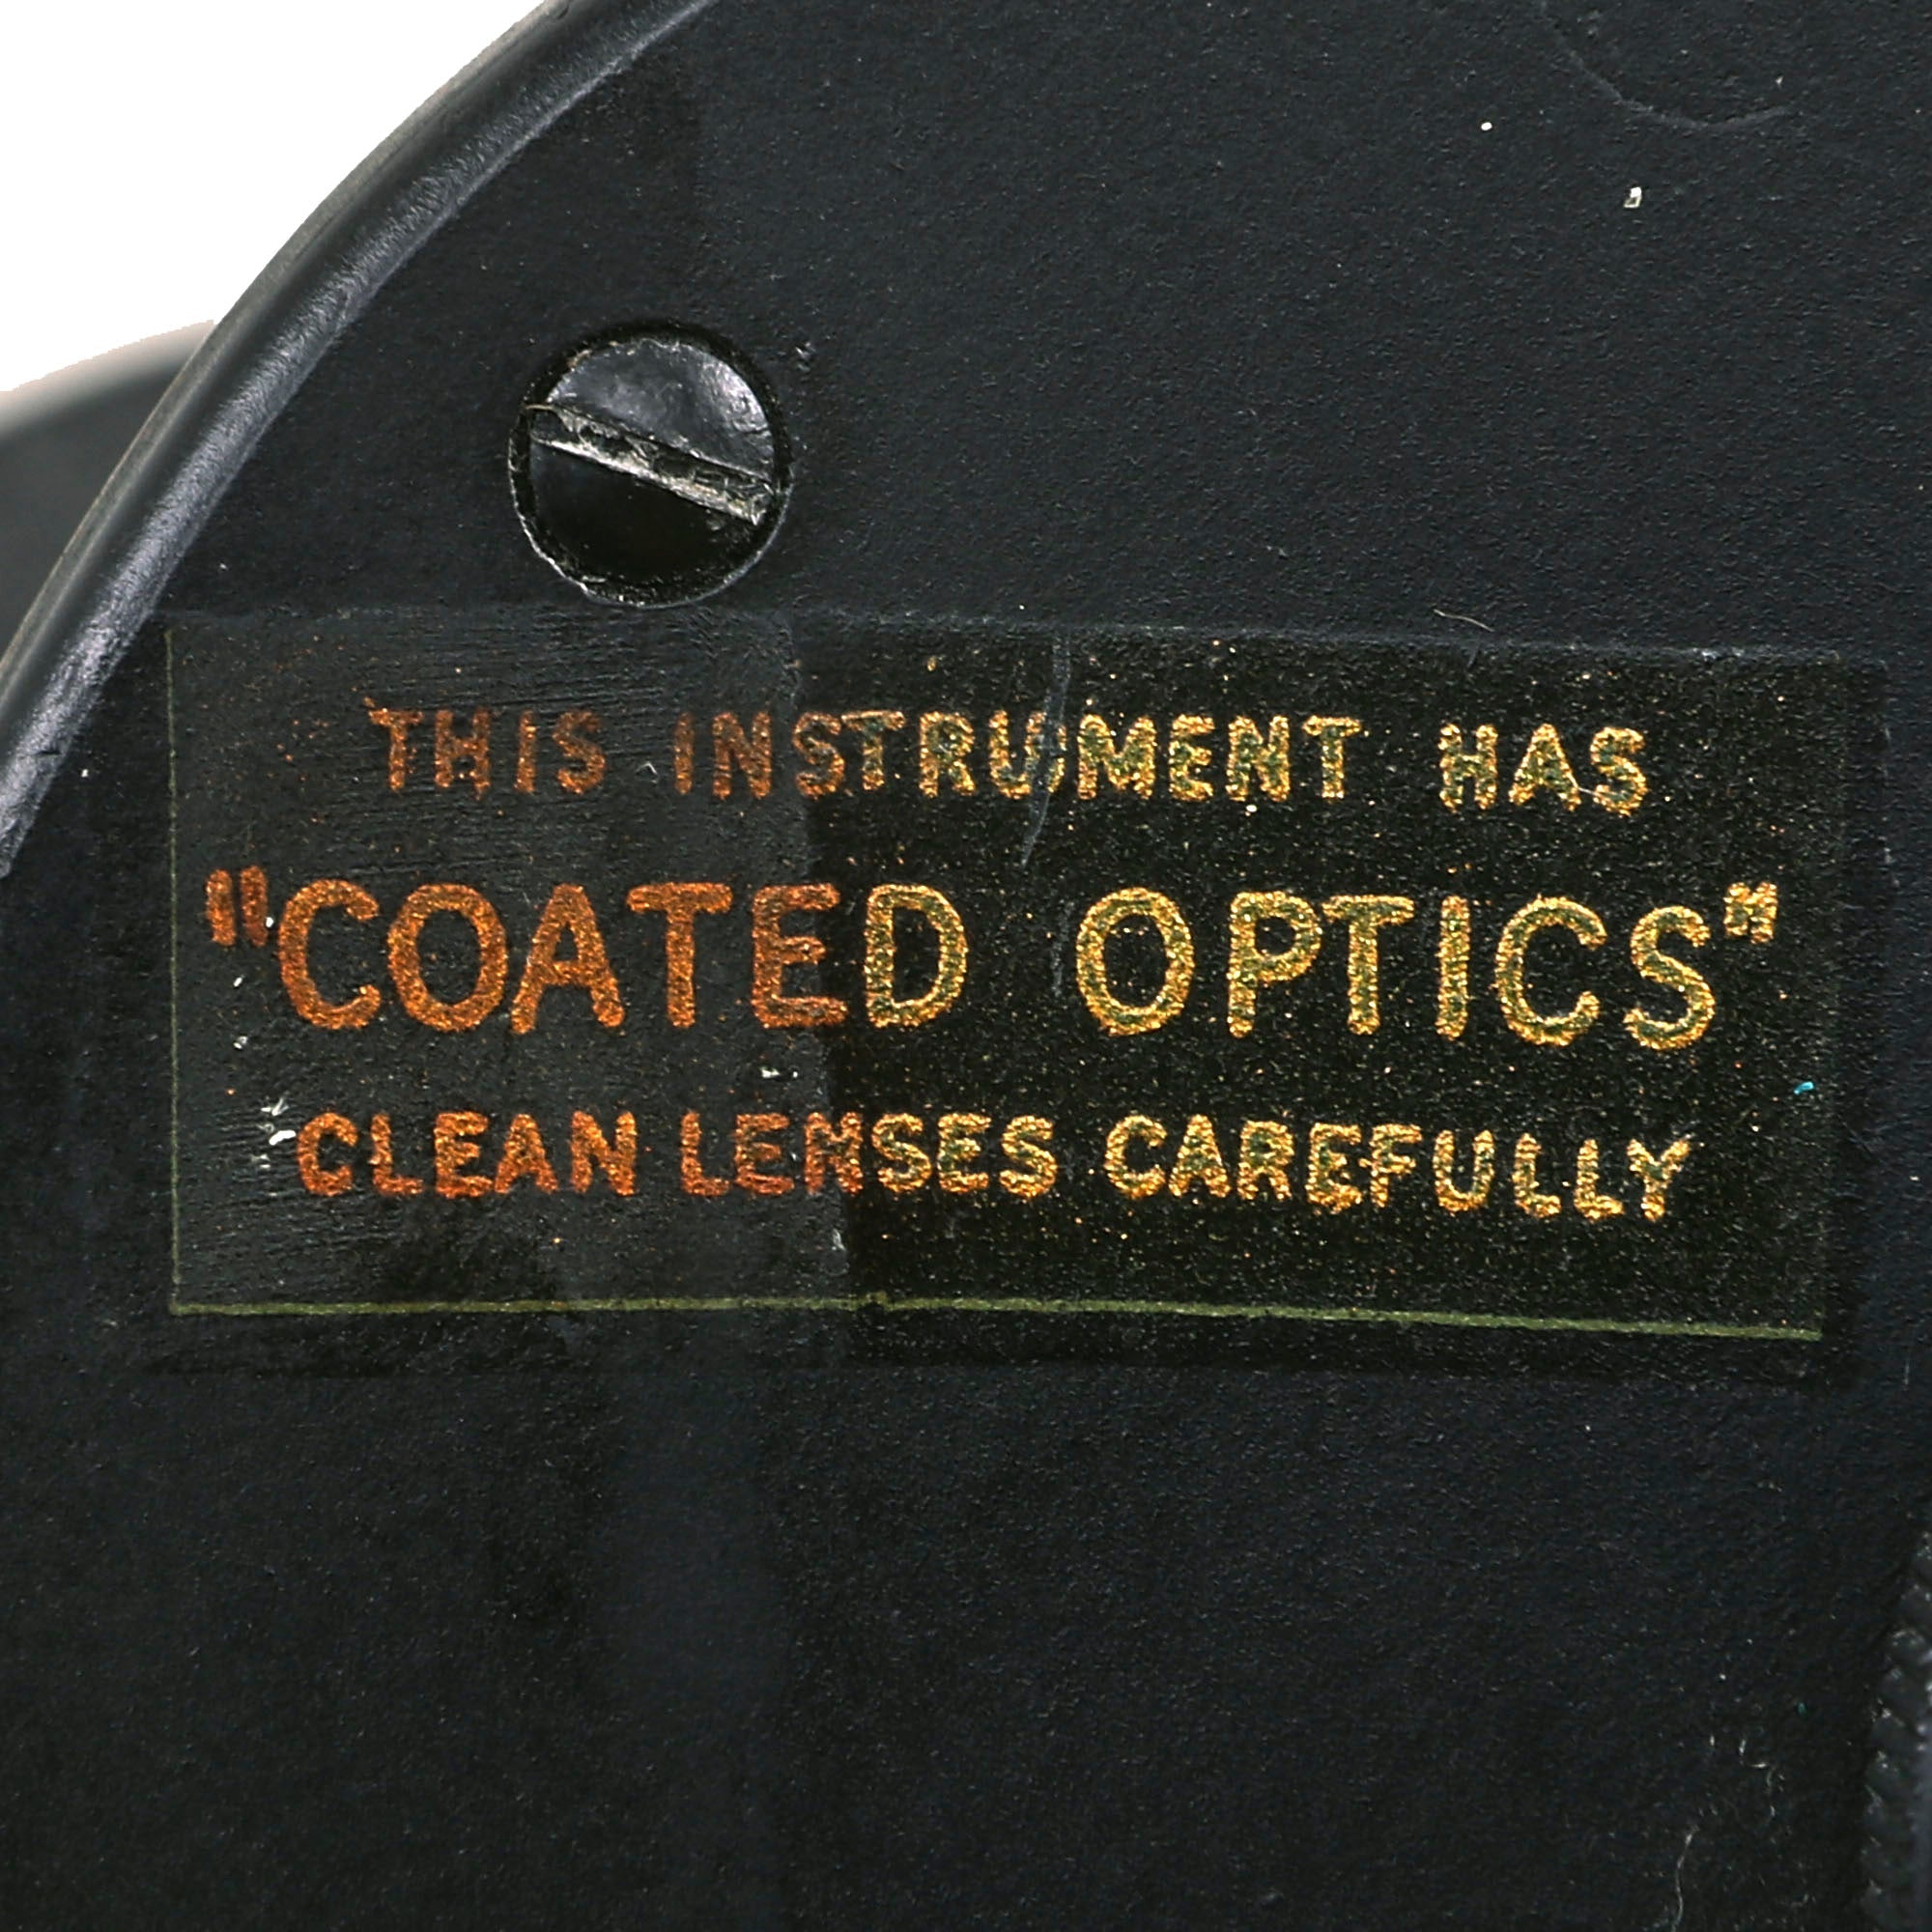 THIS INSTRUMENT HAS
"COATED OPTICS"
CLEAN LENSES CAREFULLY